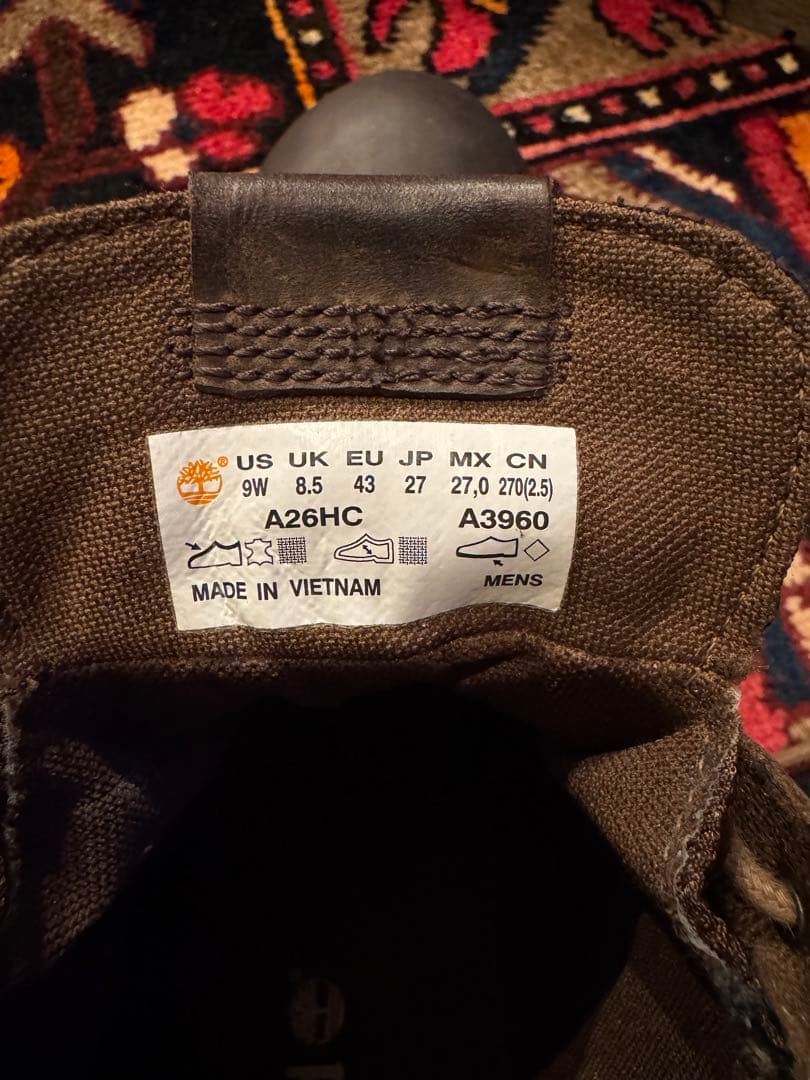 ® US UK EU JP MX CN
9W 8.5 43 27 27,0 270(2.5)
A26HC A3960
MADE IN VIETNAM MENS